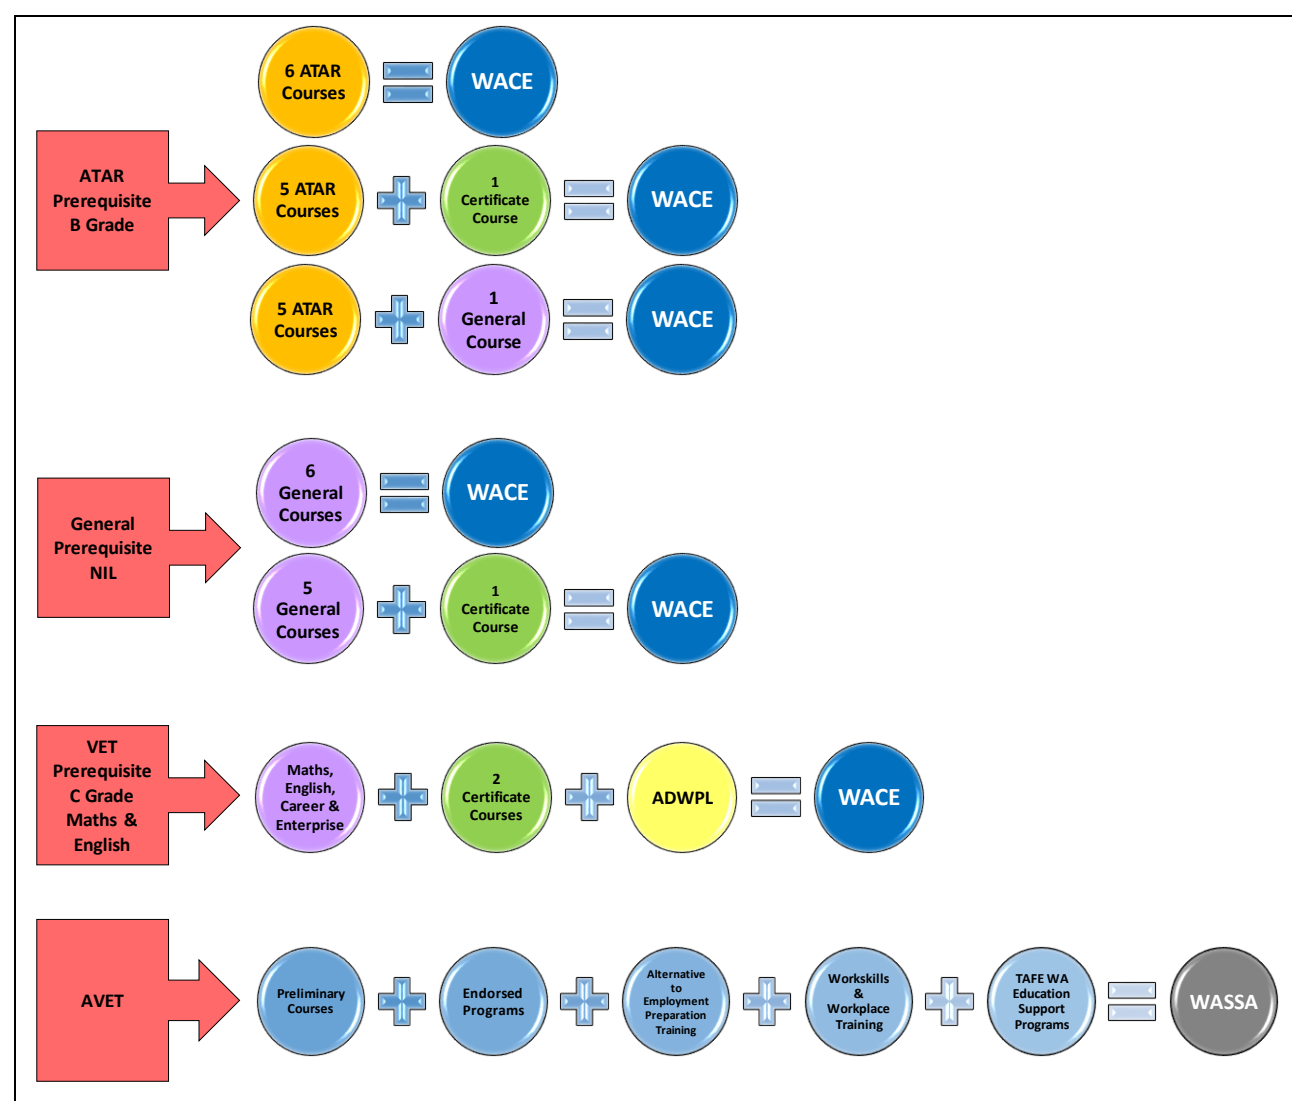 ATAR
Prerequisite
B Grade
6 ATAR
Courses
WACE
5 ATAR
Courses
1
Certificate
Course
WACE
5 ATAR
Courses
1
General
Course
WACE
General
Prerequisite
NIL
6
General
Courses
WACE
5
General
Courses
1
Certificate
Course
WACE
VET
Prerequisite
C Grade
Maths &
English
Maths,
English,
Career &
Enterprise
2
Certificate
Courses
ADWPL
WACE
AVET
Preliminary
Courses
Endorsed
Programs
Alternative
to
Employment
Preparation
Training
Workskills
&
Workplace
Training
TAFE WA
Education
Support
Programs
WASSA